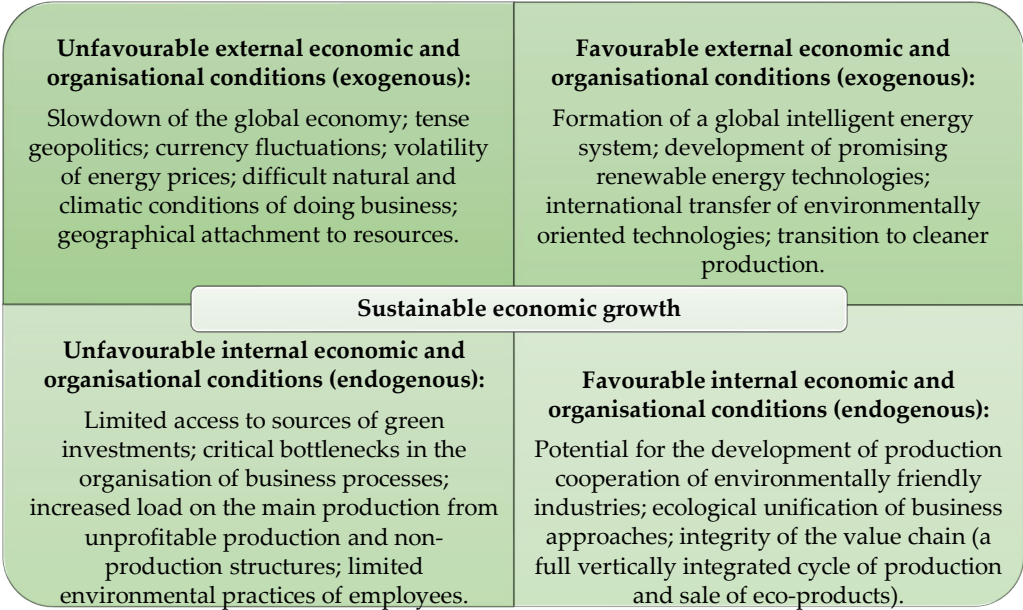 Unfavourable external economic and
organisational conditions (exogenous):
Slowdown of the global economy; tense
geopolitics; currency fluctuations; volatility
of energy prices; difficult natural and
climatic conditions of doing business;
geographical attachment to resources.
Favourable external economic and
organisational conditions (exogenous):
Formation of a global intelligent energy
system; development of promising
renewable energy technologies;
international transfer of environmentally
oriented technologies; transition to cleaner
production.
Sustainable economic growth
Unfavourable internal economic and
organisational conditions (endogenous):
Limited access to sources of green
investments; critical bottlenecks in the
organisation of business processes;
increased load on the main production from
unprofitable production and non-
production structures; limited
environmental practices of employees.
Favourable internal economic and
organisational conditions (endogenous):
Potential for the development of production
cooperation of environmentally friendly
industries; ecological unification of business
approaches; integrity of the value chain (a
full vertically integrated cycle of production
and sale of eco-products).